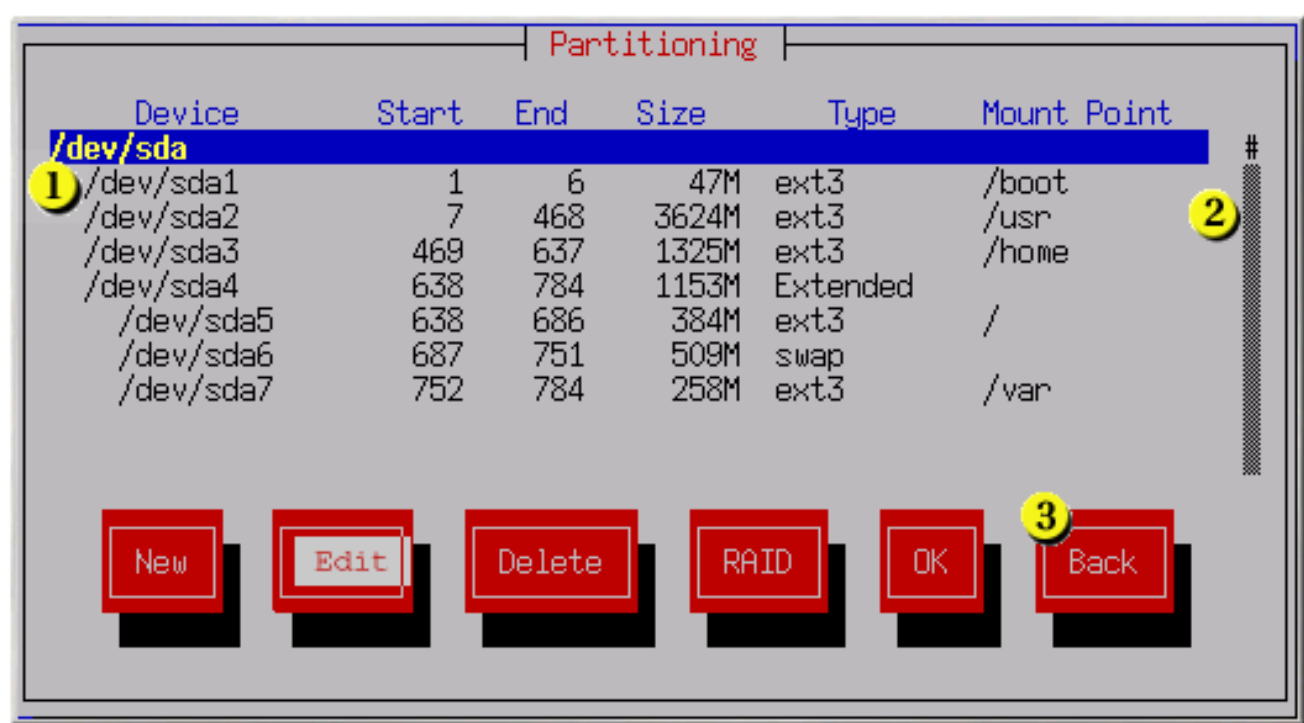 Partitioning
Device Start End Size Type Mount Point
/dev/sda #
1 /dev/sda1 1 6 47M ext3 /boot
/dev/sda2 7 468 3624M ext3 /usr 2
/dev/sda3 469 637 1325M ext3 /home
/dev/sda4 638 784 1153M Extended
/dev/sda5 638 686 384M ext3 /
/dev/sda6 687 751 509M swap
/dev/sda7 752 784 258M ext3 /var
3
New Edit Delete RAID OK Back